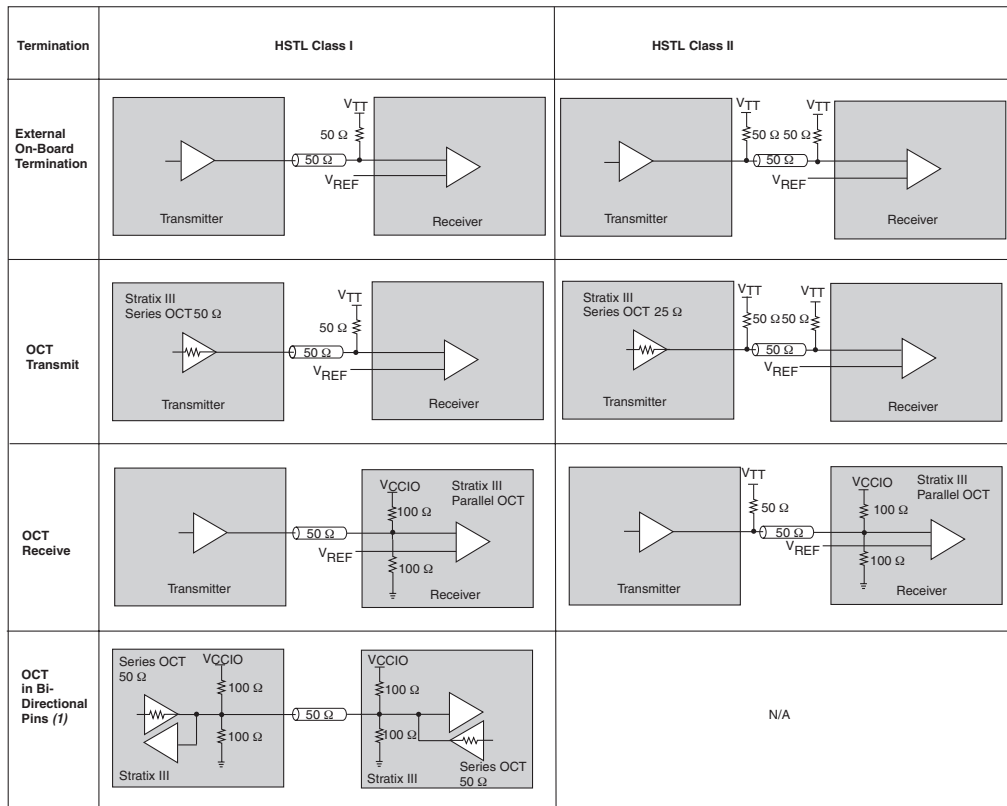 Termination
HSTL Class I
HSTL Class II
External
On-Board
Termination
VTT
50 Ω
50 Ω
VREF
Transmitter
Receiver
VTT
VTT
50 Ω 50 Ω
50 Ω
VREF
Transmitter
Receiver
OCT
Transmit
Stratix III
Series OCT 50 Ω
VTT
50 Ω
50 Ω
VREF
Transmitter
Receiver
Stratix III
Series OCT 25 Ω
VTT
VTT
50 Ω 50 Ω
50 Ω
VREF
Transmitter
Receiver
OCT
Receive
VCCIO
Stratix III
Parallel OCT
100 Ω
50 Ω
VREF
100 Ω
Transmitter
Receiver
VTT
50 Ω
VCCIO
Stratix III
Parallel OCT
100 Ω
50 Ω
VREF
100 Ω
Transmitter
Receiver
OCT
in Bi-
Directional
Pins (1)
Series OCT
50 Ω
VCCIO
100 Ω
100 Ω
Stratix III
50 Ω
VCCIO
100 Ω
100 Ω
Stratix III
Series OCT
50 Ω
N/A